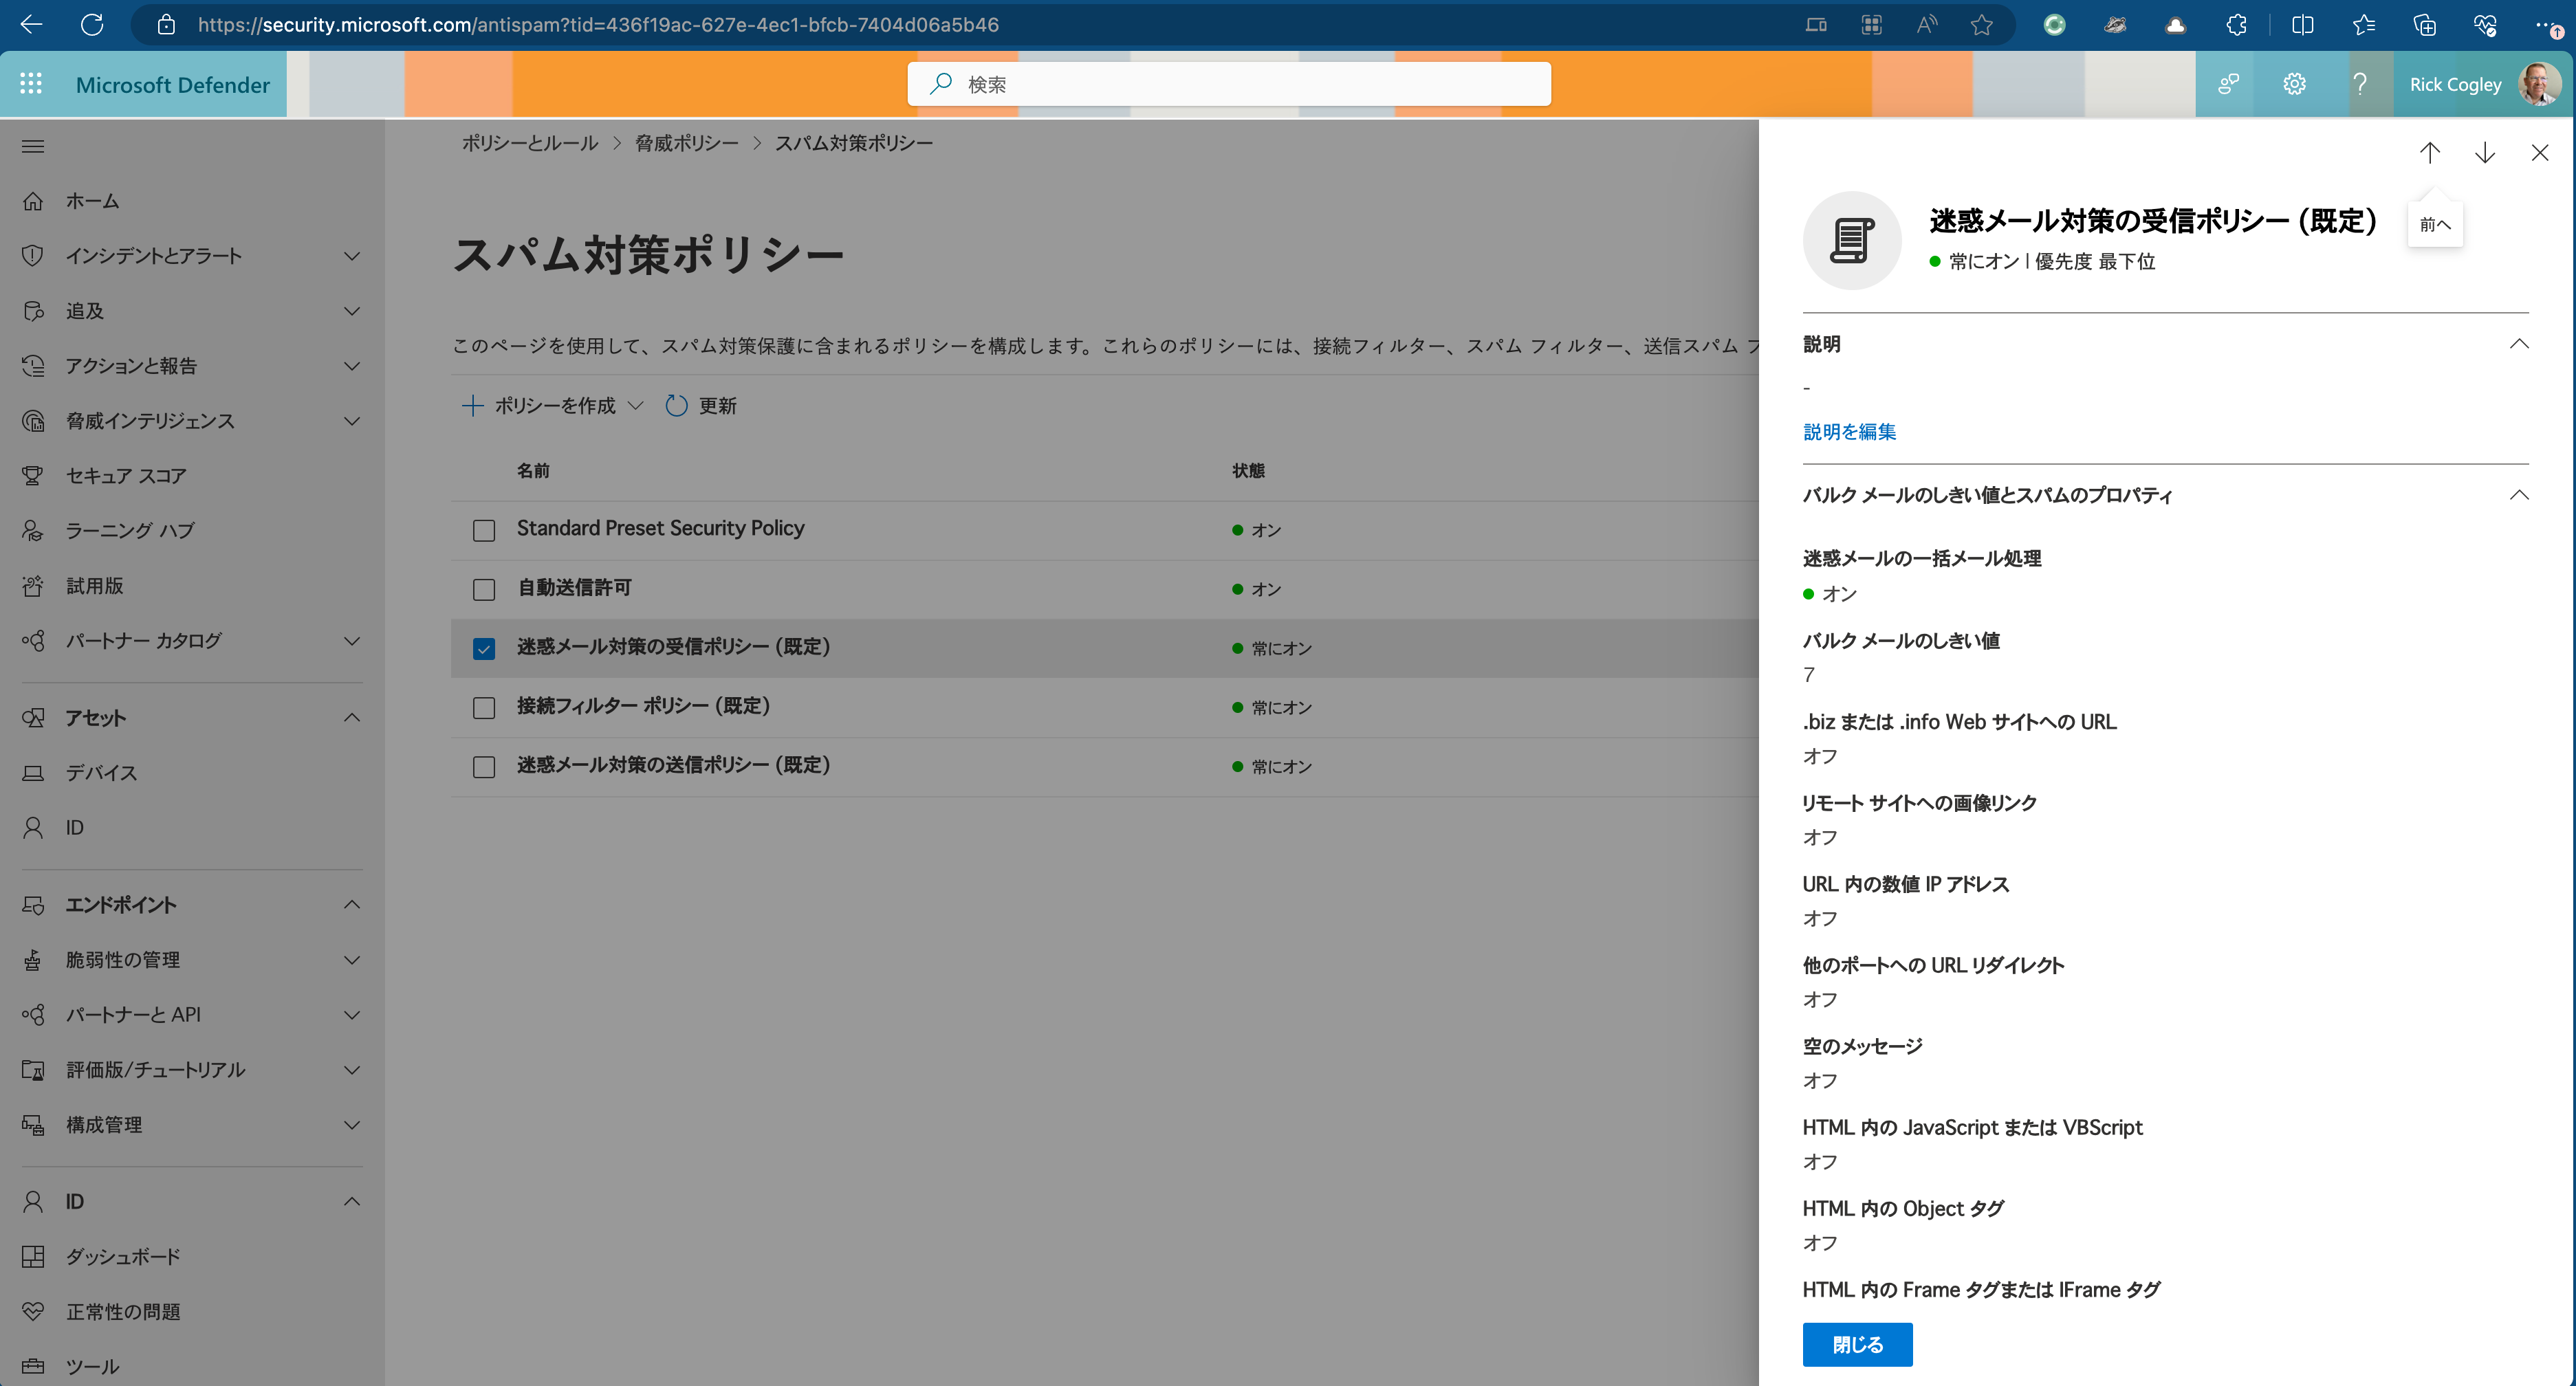 https://security.microsoft.com/antispam?tid=436f19ac-627e-4ec1-bfcb-7404d06a5b46
Microsoft Defender
検索
Rick Cogley
ホーム
インシデントとアラート
追及
アクションと報告
脅威インテリジェンス
セキュア スコア
ラーニング ハブ
試用版
パートナー カタログ
アセット
デバイス
ID
エンドポイント
脆弱性の管理
パートナーと API
評価版/チュートリアル
構成管理
ID
ダッシュボード
正常性の問題
ツール
ポリシーとルール > 脅威ポリシー > スパム対策ポリシー
スパム対策ポリシー
このページを使用して、スパム対策保護に含まれるポリシーを構成します。これらのポリシーには、接続フィルター、スパム フィルター、送信スパム フ
ポリシーを作成 更新
名前 状態
Standard Preset Security Policy オン
自動送信許可 オン
迷惑メール対策の受信ポリシー (既定) 常にオン
接続フィルター ポリシー (既定) 常にオン
迷惑メール対策の送信ポリシー (既定) 常にオン
前へ
迷惑メール対策の受信ポリシー (既定)
常にオン | 優先度 最下位
説明
-
説明を編集
バルク メールのしきい値とスパムのプロパティ
迷惑メールの一括メール処理
オン
バルク メールのしきい値
7
.biz または .info Web サイトへの URL
オフ
リモート サイトへの画像リンク
オフ
URL 内の数値 IP アドレス
オフ
他のポートへの URL リダイレクト
オフ
空のメッセージ
オフ
HTML 内の JavaScript または VBScript
オフ
HTML 内の Object タグ
オフ
HTML 内の Frame タグまたは IFrame タグ
閉じる